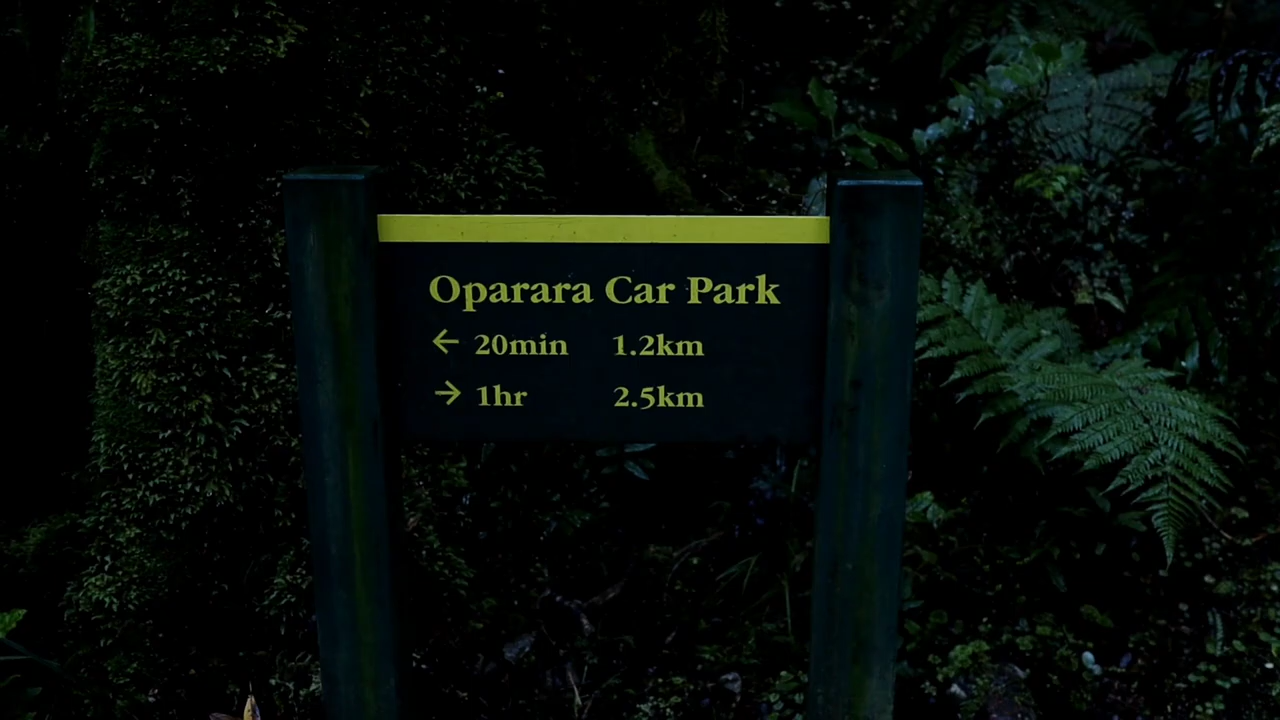 Oparara Car Park
← 20min 1.2km
→ 1hr 2.5km